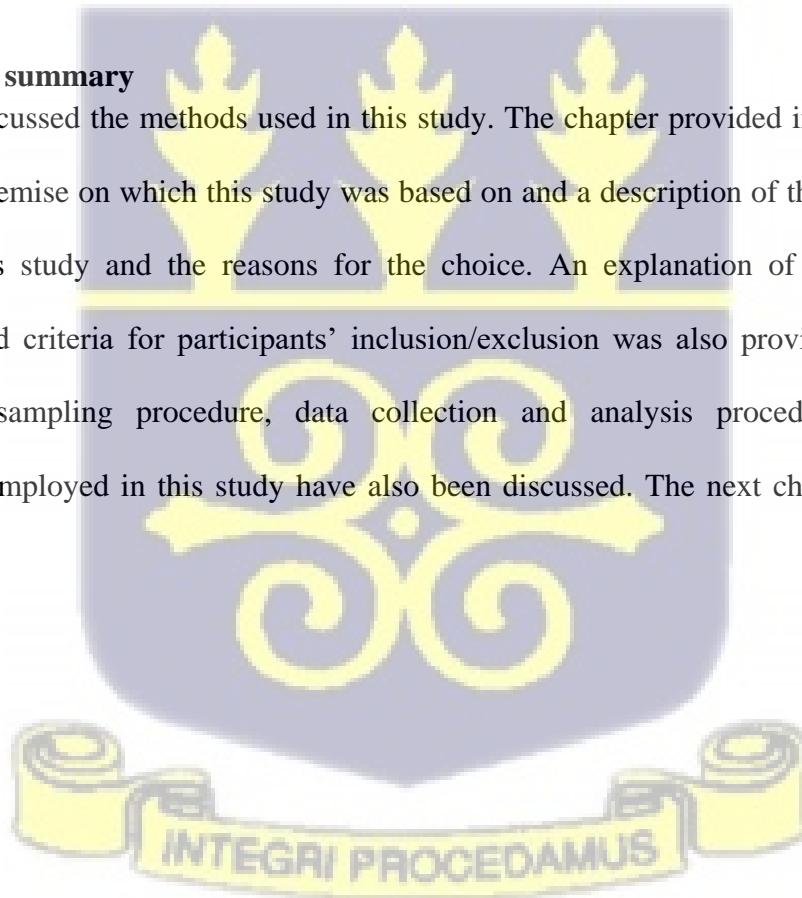 summary
cussed the methods used in this study. The chapter provided i
emise on which this study was based on and a description of th
s study and the reasons for the choice. An explanation of
d criteria for participants’ inclusion/exclusion was also provi
sampling procedure, data collection and analysis proced
mployed in this study have also been discussed. The next ch
INTEGRI PROCEDAMUS